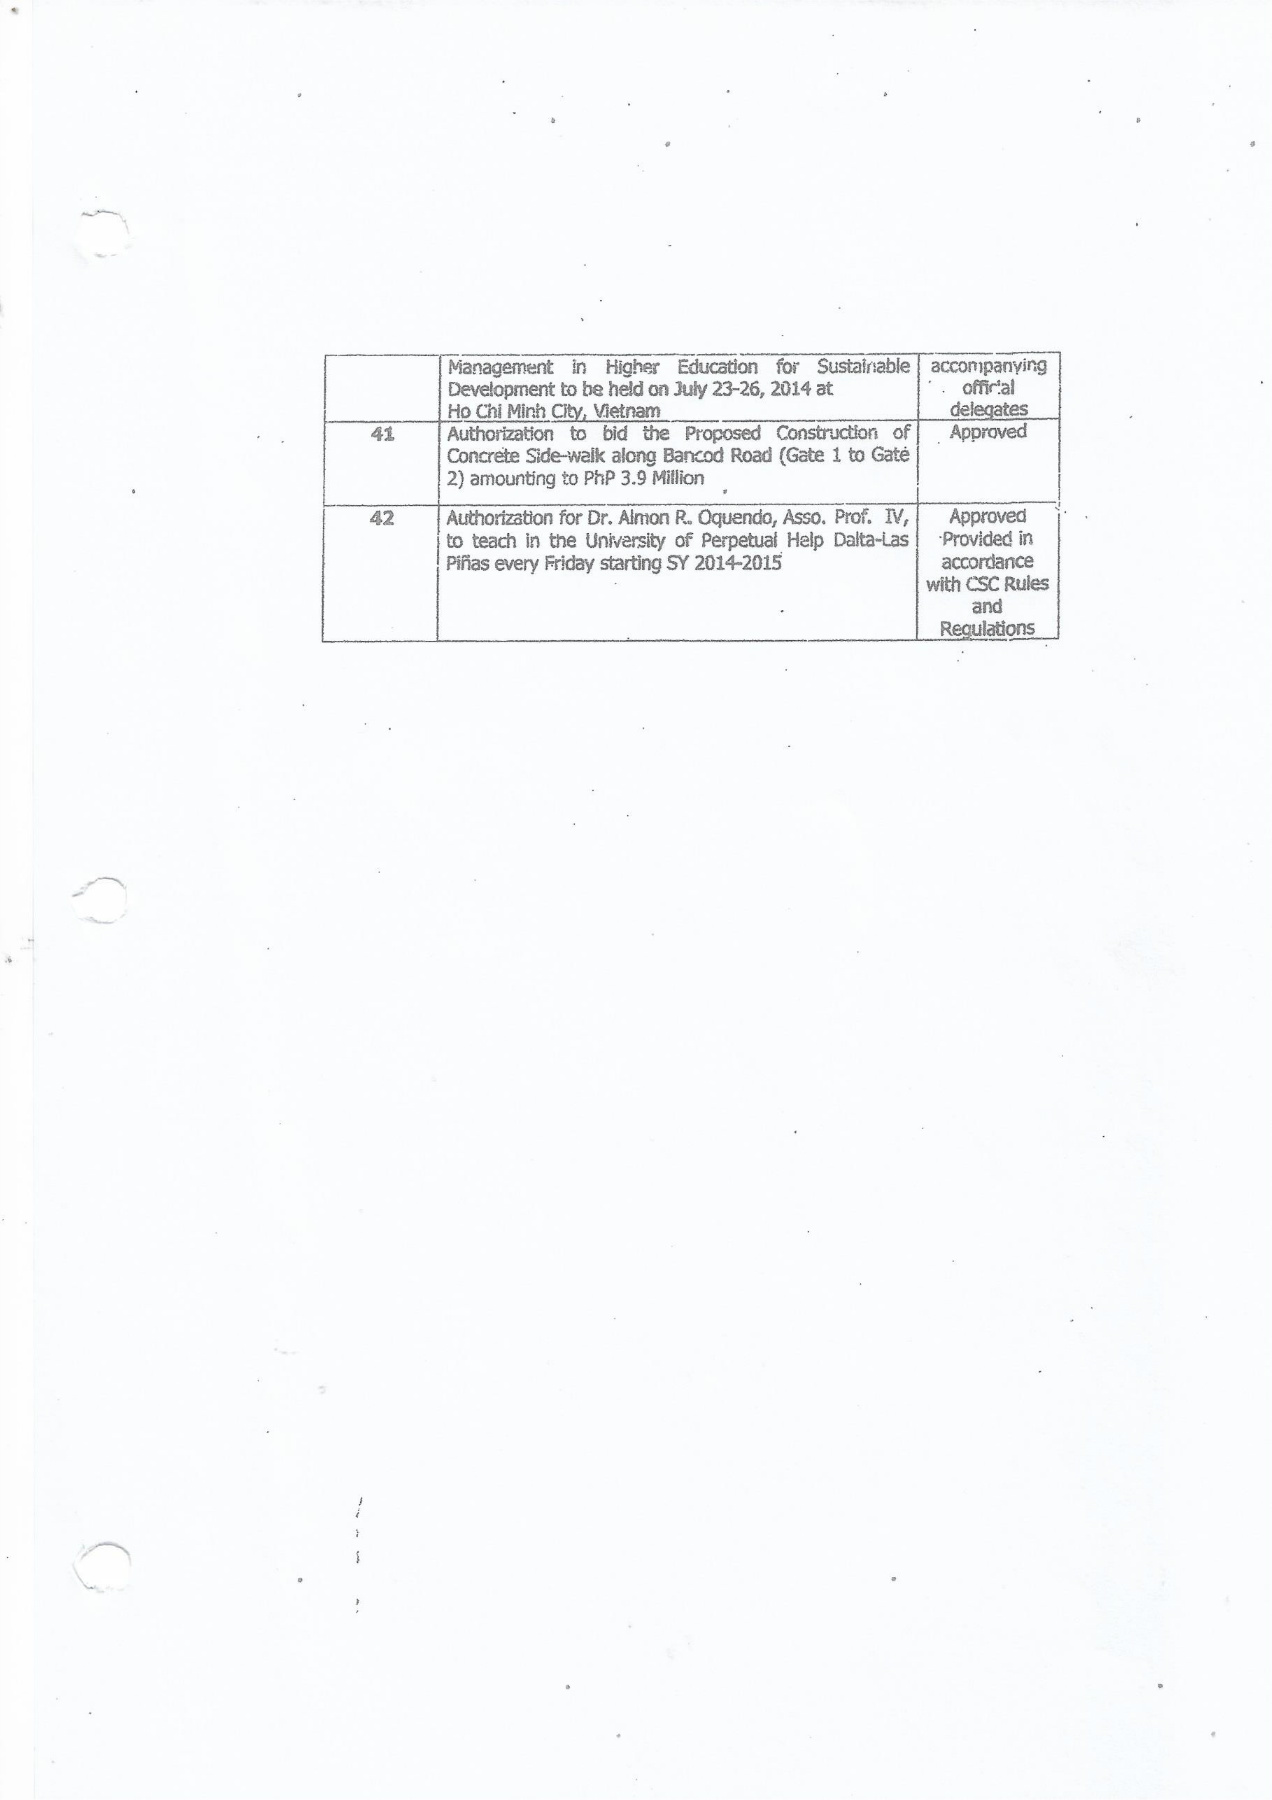 Management in Higher Education for Sustainable
Development to be held on July 23-26, 2014 at
Ho Chi Minh City, Vietnam
accompanying
official
delegates
41
Authorization to bid the Proposed Construction of
Concrete Side-walk along Bancod Road (Gate 1 to Gate
2) amounting to PhP 3.9 Million
Approved
42
Authorization for Dr. Almon R. Oquendo, Asso. Prof. IV,
to teach in the University of Perpetual Help Dalta-Las
Piñas every Friday starting SY 2014-2015
Approved
Provided in
accordance
with CSC Rules
and
Regulations